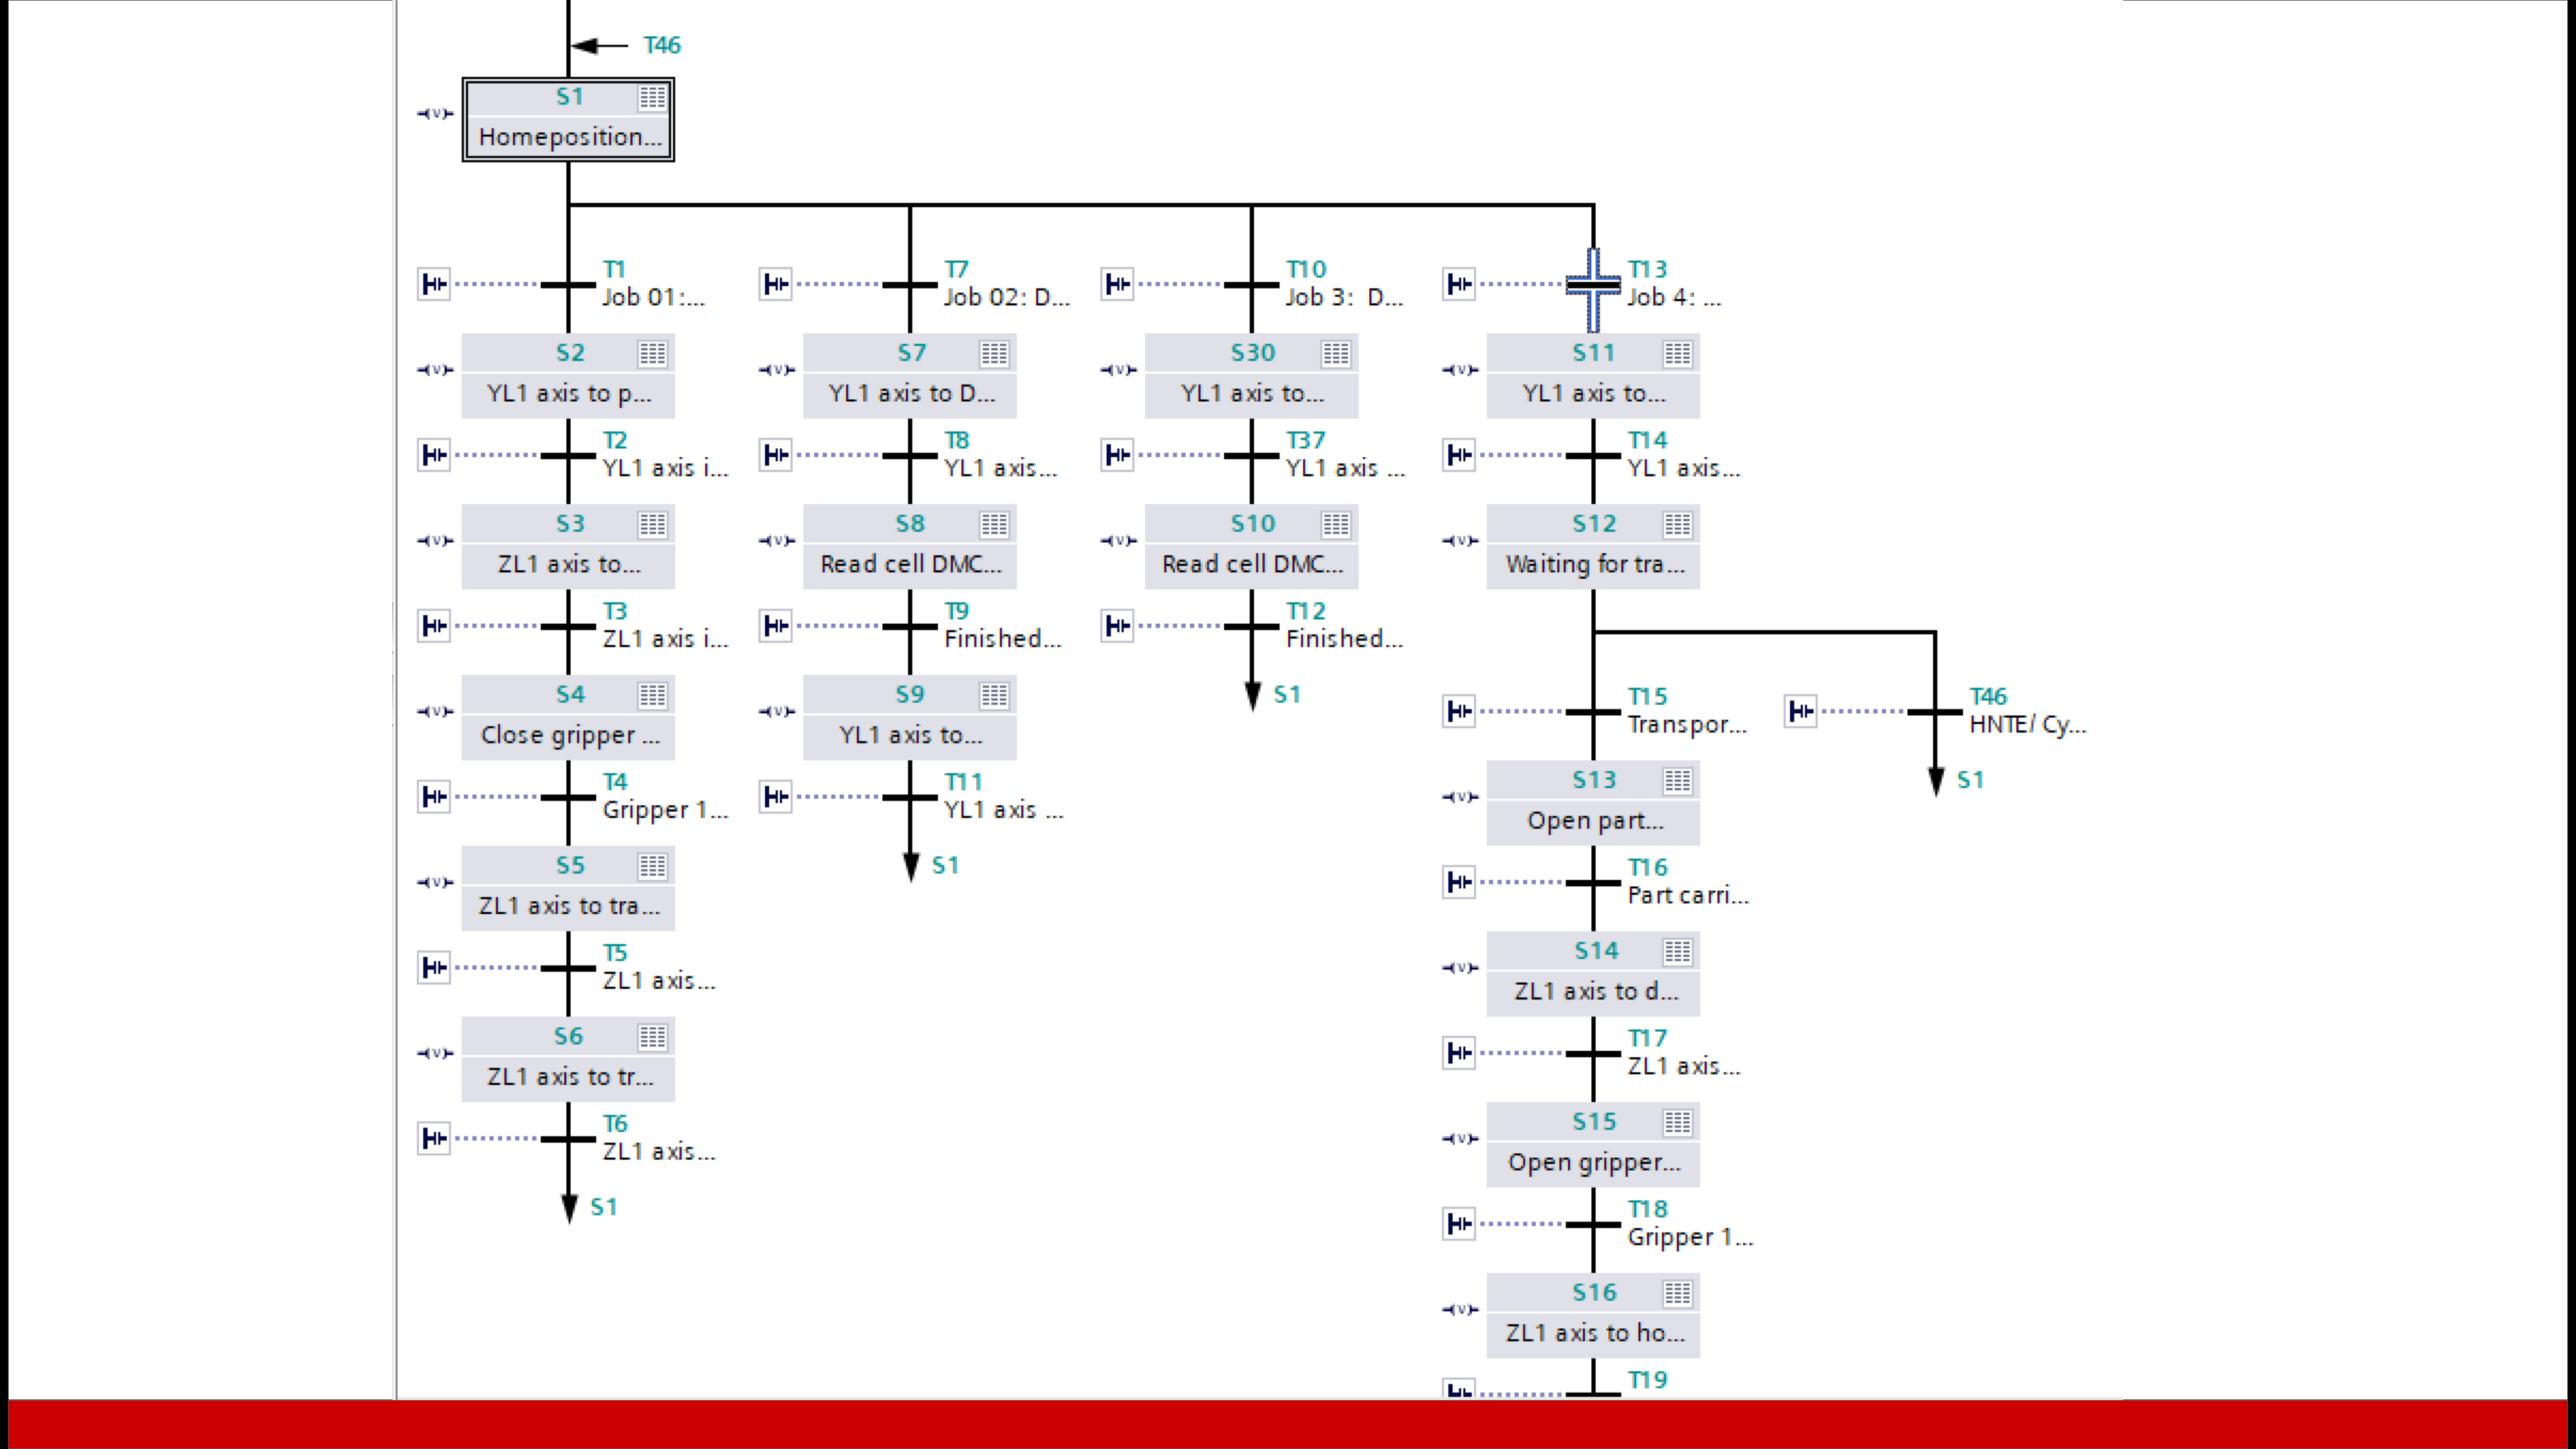 T46
S1
Homeposition...
T1
Job 01:...
T7
Job 02: D...
T10
Job 3:  D...
T13
Job 4: ...
S2
YL1 axis to p...
S7
YL1 axis to D...
S30
YL1 axis to...
S11
YL1 axis to...
T2
YL1 axis i...
T8
YL1 axis...
T37
YL1 axis ...
T14
YL1 axis...
S3
ZL1 axis to...
S8
Read cell DMC...
S10
Read cell DMC...
S12
Waiting for tra...
T3
ZL1 axis i...
T9
Finished...
T12
Finished...
S4
Close gripper ...
S9
YL1 axis to...
S1
T15
Transpor...
T46
HNTE/ Cy...
T4
Gripper 1...
T11
YL1 axis ...
S13
Open part...
S1
S5
ZL1 axis to tra...
S1
T16
Part carri...
T5
ZL1 axis...
S14
ZL1 axis to d...
S6
ZL1 axis to tr...
T17
ZL1 axis...
T6
ZL1 axis...
S15
Open gripper...
S1
T18
Gripper 1...
S16
ZL1 axis to ho...
T19